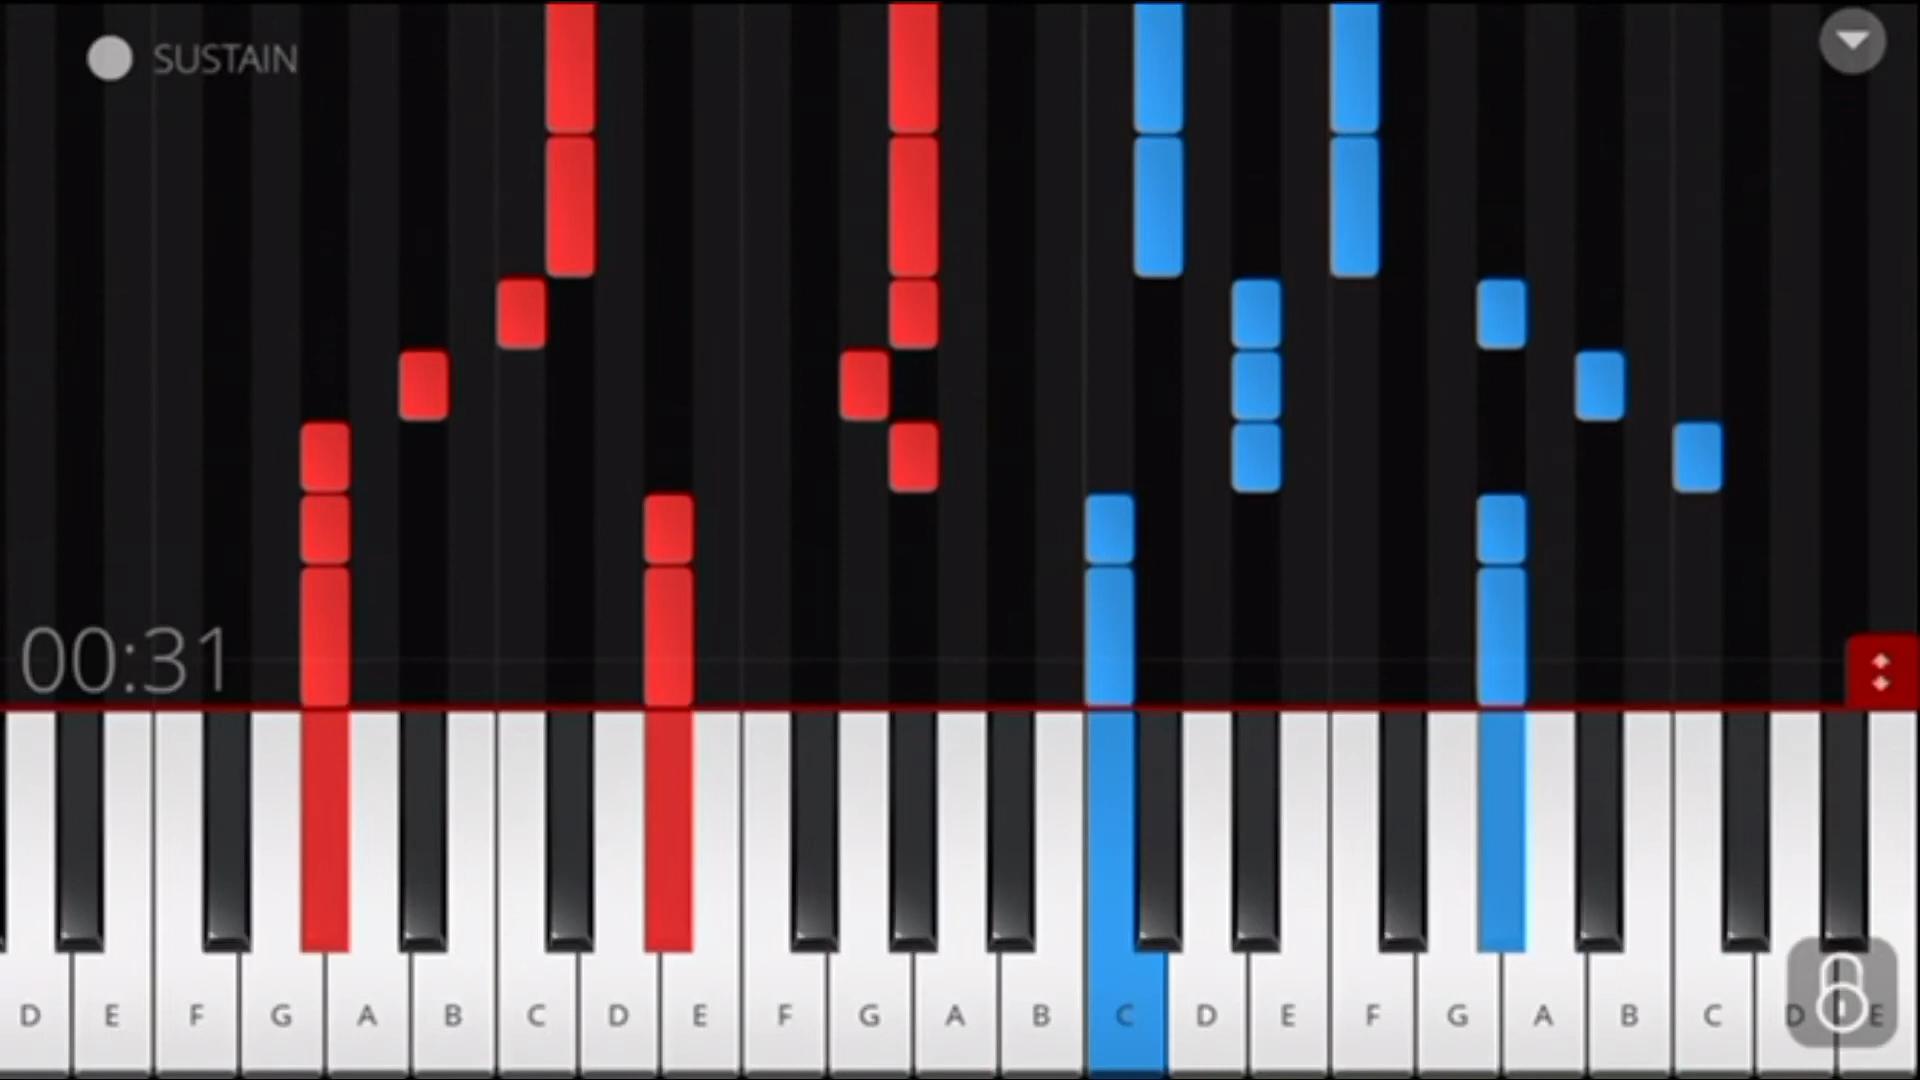 SUSTAIN
00:31
D E F G A B C D E F G A B C D E F G A B C D E